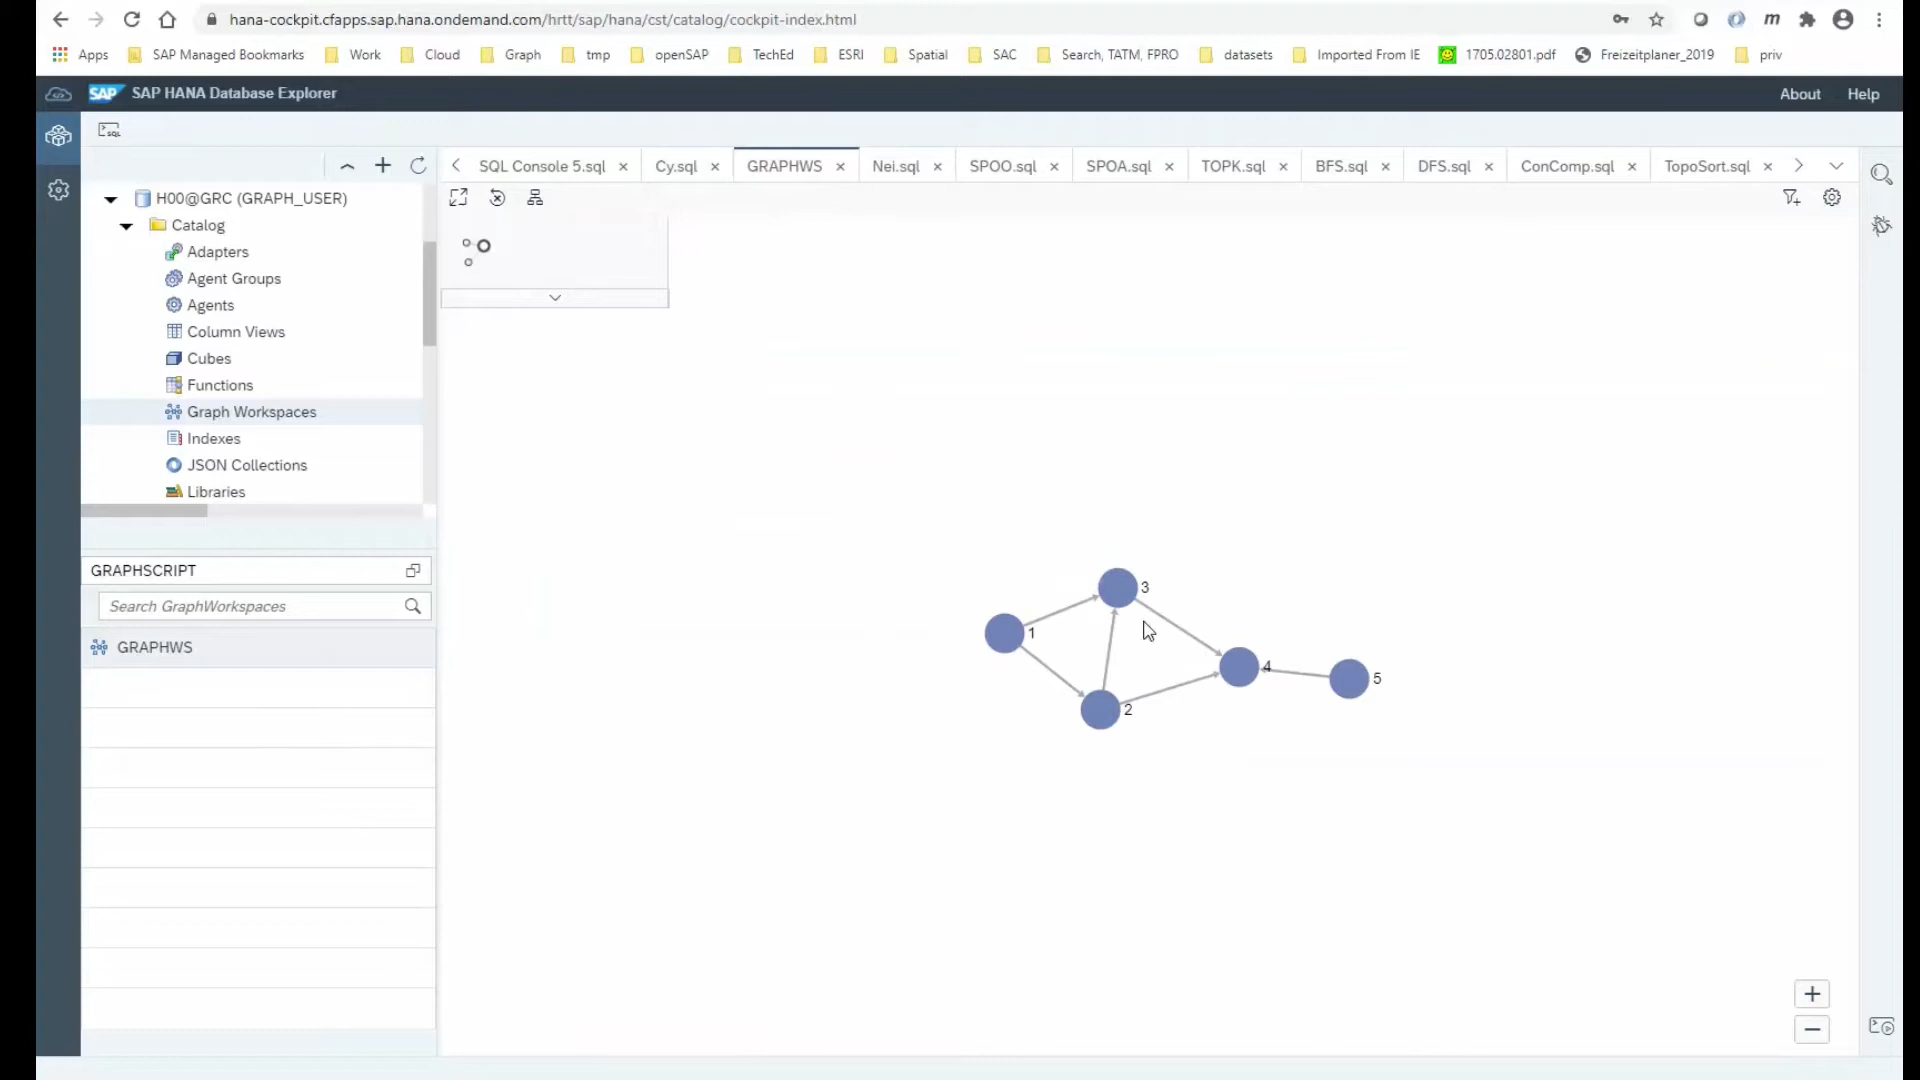 hana-cockpit.cfapps.sap.hana.ondemand.com/hrtt/sap/hana/cst/catalog/cockpit-index.html
m
Apps SAP Managed Bookmarks Work Cloud Graph tmp openSAP TechEd ESRI Spatial SAC Search, TATM, FPRO datasets Imported From IE 1705.02801.pdf Freizeitplaner_2019 priv
SAP SAP HANA Database Explorer About Help
SQL
SQL Console 5.sql Cy.sql GRAPHWS Nei.sql SPOO.sql SPOA.sql TOPK.sql BFS.sql DFS.sql ConComp.sql TopoSort.sql
H00@GRC (GRAPH_USER)
Catalog
Adapters
Agent Groups
Agents
Column Views
Cubes
Functions
Graph Workspaces
Indexes
JSON Collections
Libraries
GRAPHSCRIPT
Search GraphWorkspaces
GRAPHWS
3
1
4
5
2